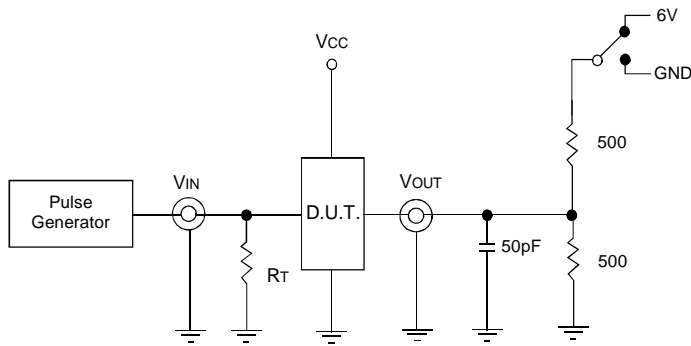 6V
GND
VCC
500
Pulse
Generator
VIN
D.U.T.
VOUT
RT
50pF
500